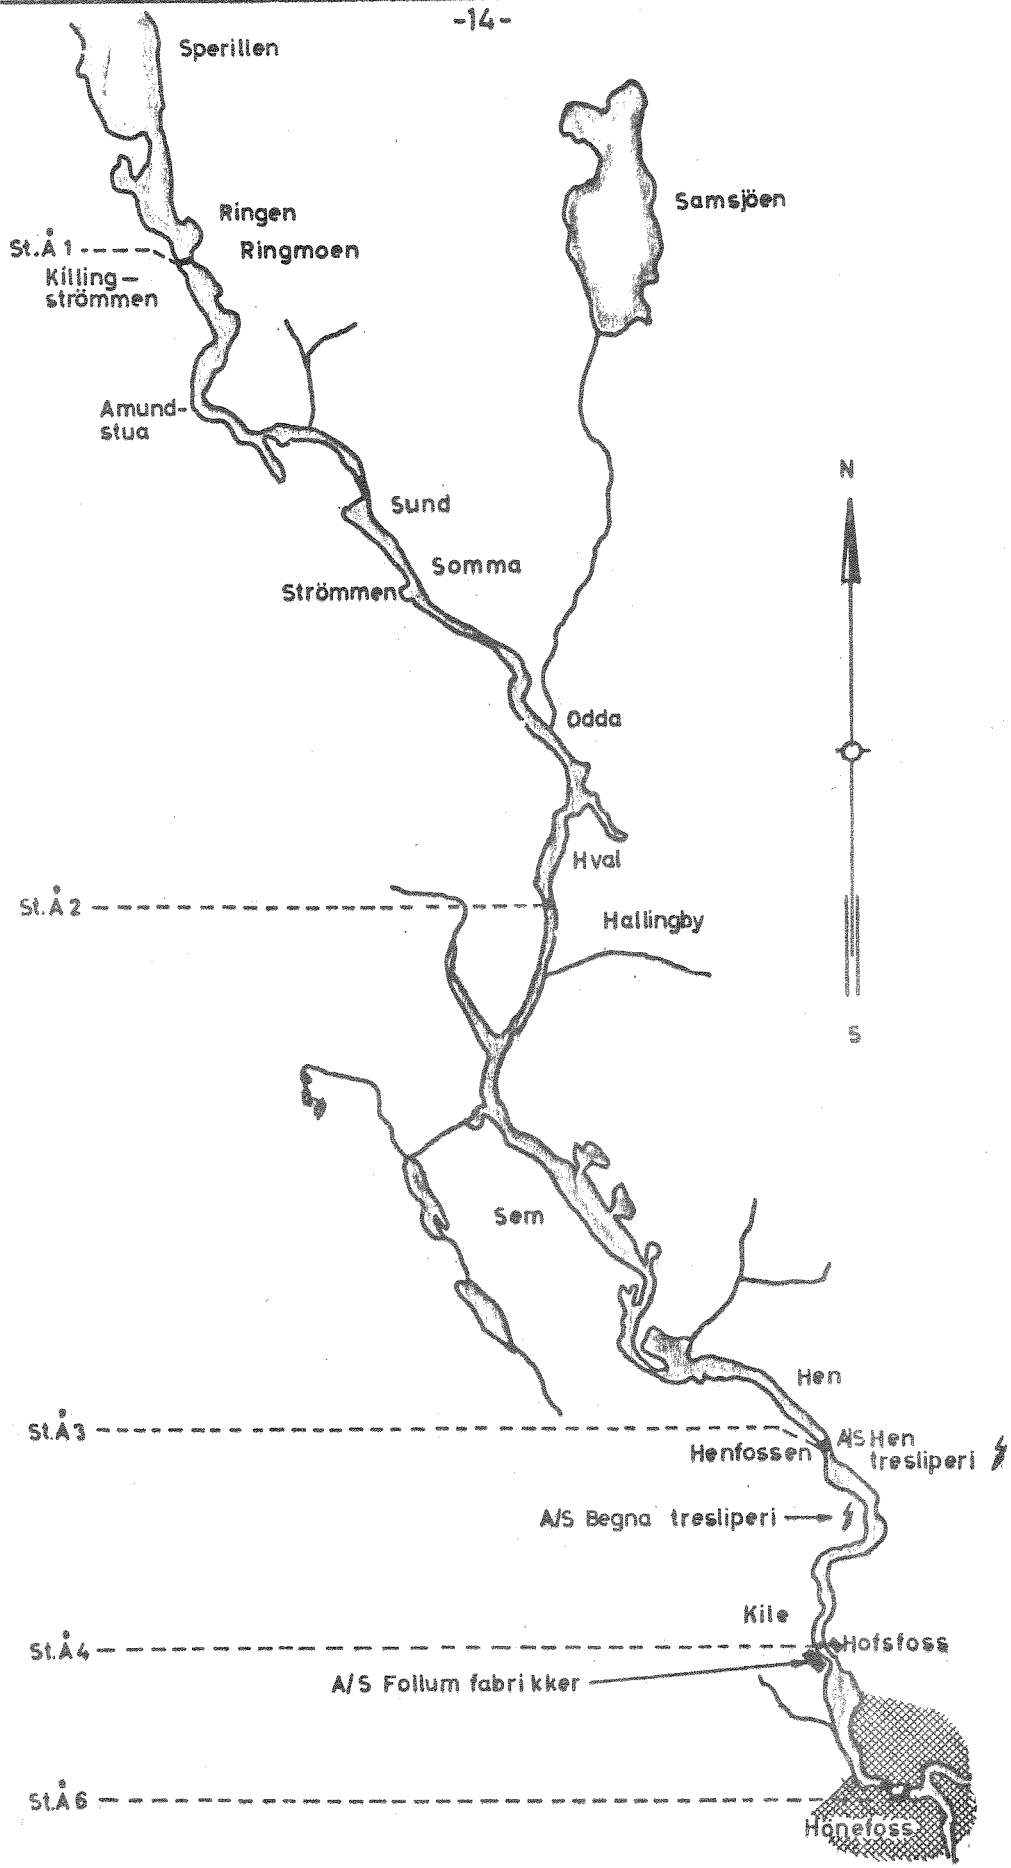 -14-
Sperillen
Samsjöen
Ringen
St.Å 1
Ringmoen
Killing-
strömmen
Amund-
stua
N
Sund
Somma
Strömmen
Odda
Hval
St.Å 2
Hallingby
S
Sem
Hen
St.Å 3
A/S Hen
tresliperi
Henfossen
A/S Begna tresliperi
Kile
St.Å 4
Hofsfoss
A/S Follum fabrikker
St.Å 6
Hönefoss